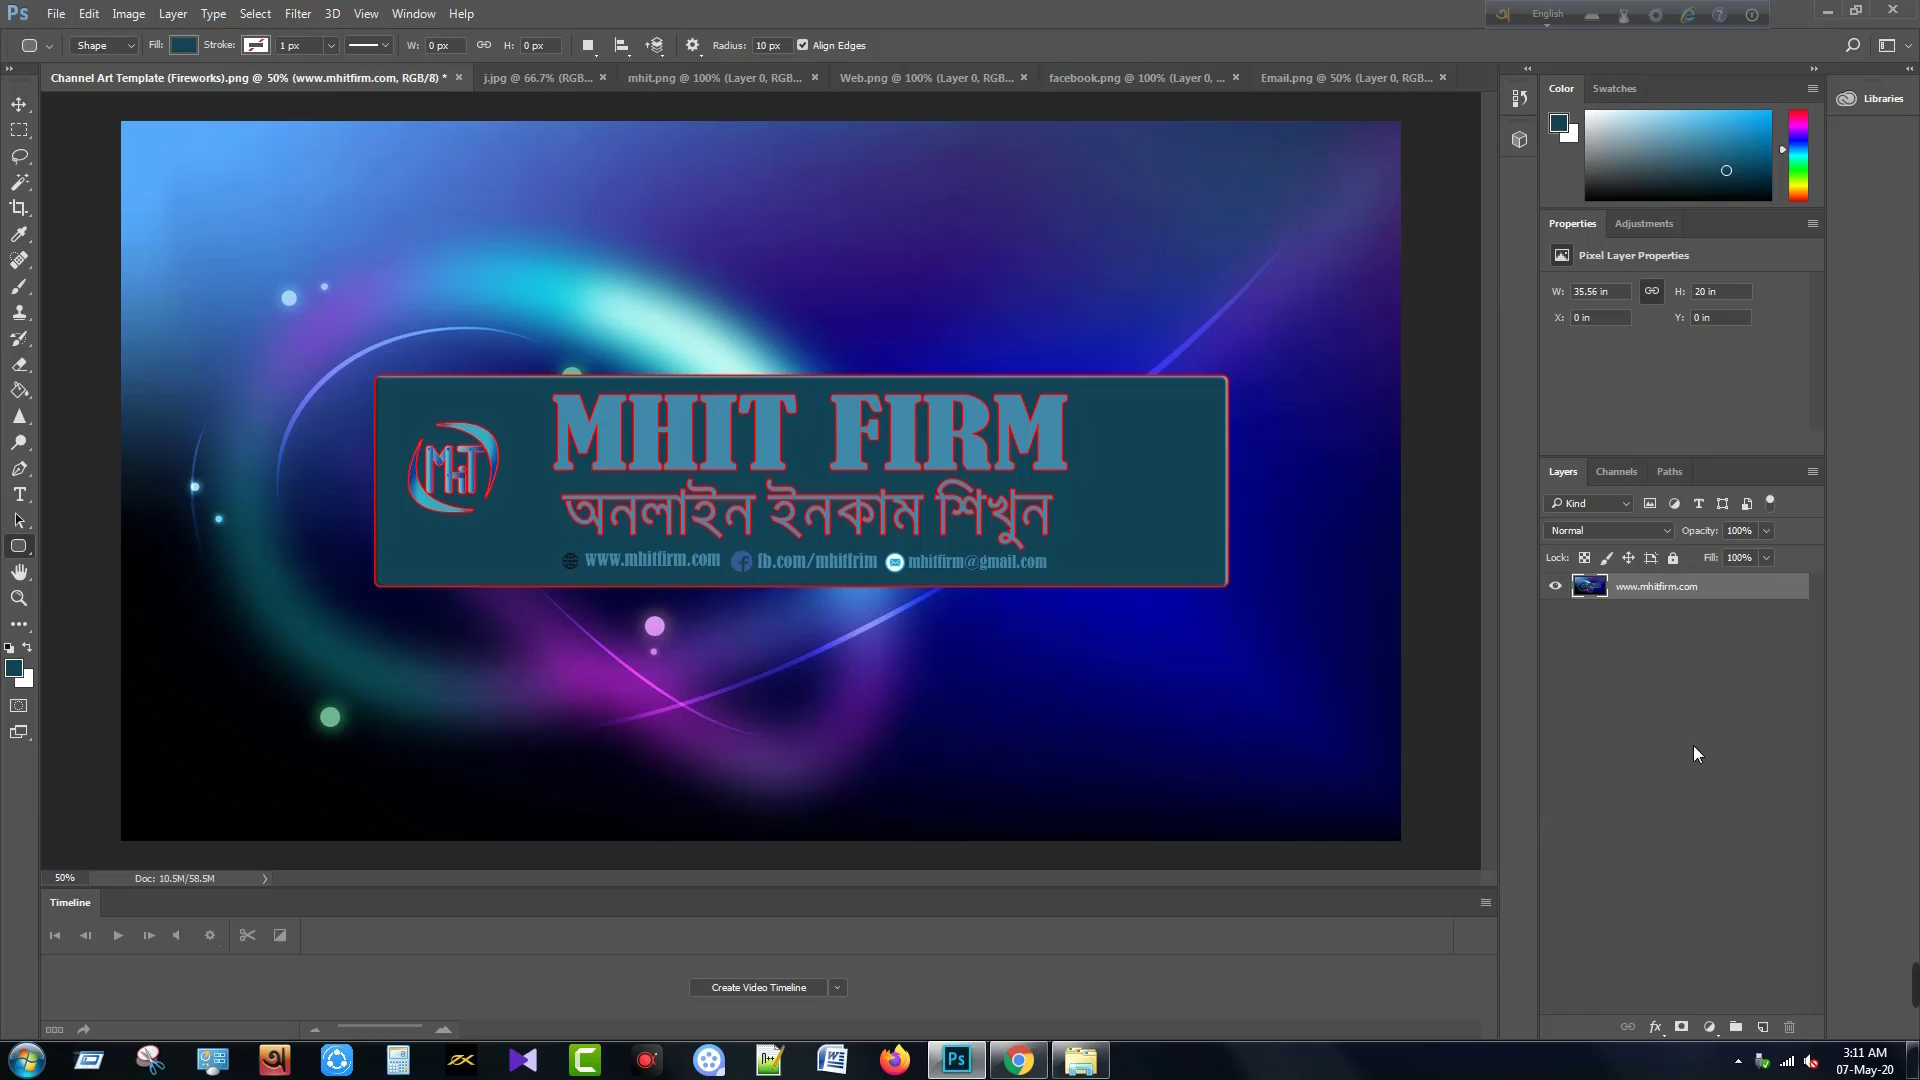 Ps File Edit Image Layer Type Select Filter 3D View Window Help
English
Shape Fill: Stroke: 1 px W: 0 px H: 0 px Radius: 10 px Align Edges
Channel Art Template (Fireworks).png @ 50% (www.mhitfirm.com, RGB/8) * × j.jpg @ 66.7% (RGB... × mhit.png @ 100% (Layer 0, RGB... × Web.png @ 100% (Layer 0, RGB... × facebook.png @ 100% (Layer 0, ... × Email.png @ 50% (Layer 0, RGB... ×
Color Swatches
Libraries
Properties Adjustments
Pixel Layer Properties
W: 35.56 in H: 20 in
X: 0 in Y: 0 in
MHIT FIRM
MHIT
অনলাইন ইনকাম শিখুন
www.mhitfirm.com fb.com/mhitfirim mhitfirm@gmail.com
Layers Channels Paths
Kind
Normal Opacity: 100%
Lock: Fill: 100%
www.mhitfirm.com
50% Doc: 10.5M/58.5M
Timeline
Create Video Timeline
fx
Ps
3:11 AM
07-May-20